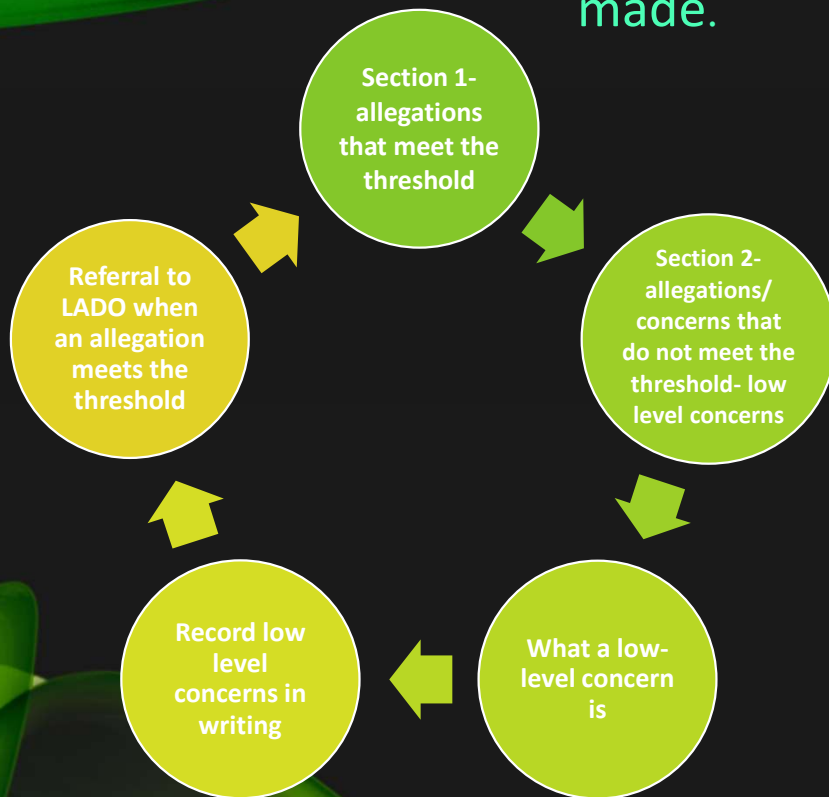 made.
Section 1-
allegations
that meet the
threshold
Section 2-
allegations/
concerns that
do not meet the
threshold- low
level concerns
What a low-
level concern
is
Record low
level
concerns in
writing
Referral to
LADO when
an allegation
meets the
threshold